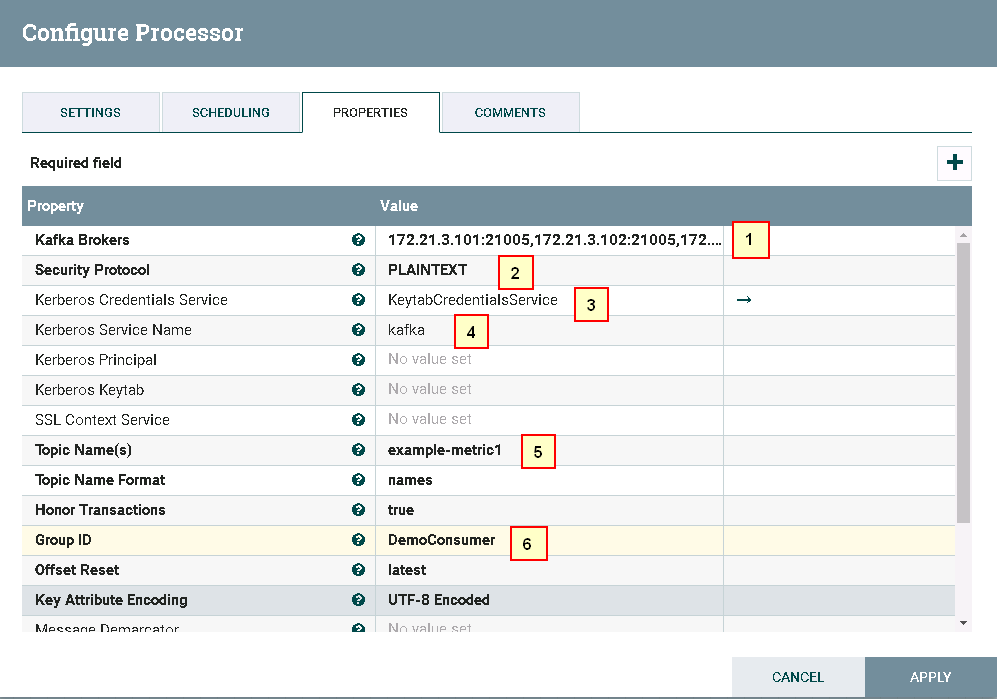 Configure Processor
SETTINGS SCHEDULING PROPERTIES COMMENTS
Required field
Property Value
Kafka Brokers 172.21.3.101:21005,172.21.3.102:21005,172.... 1
Security Protocol PLAINTEXT 2
Kerberos Credentials Service KeytabCredentialsService 3
Kerberos Service Name kafka 4
Kerberos Principal No value set
Kerberos Keytab No value set
SSL Context Service No value set
Topic Name(s) example-metric1 5
Topic Name Format names
Honor Transactions true
Group ID DemoConsumer 6
Offset Reset latest
Key Attribute Encoding UTF-8 Encoded
Message Demarcator No value set
CANCEL APPLY